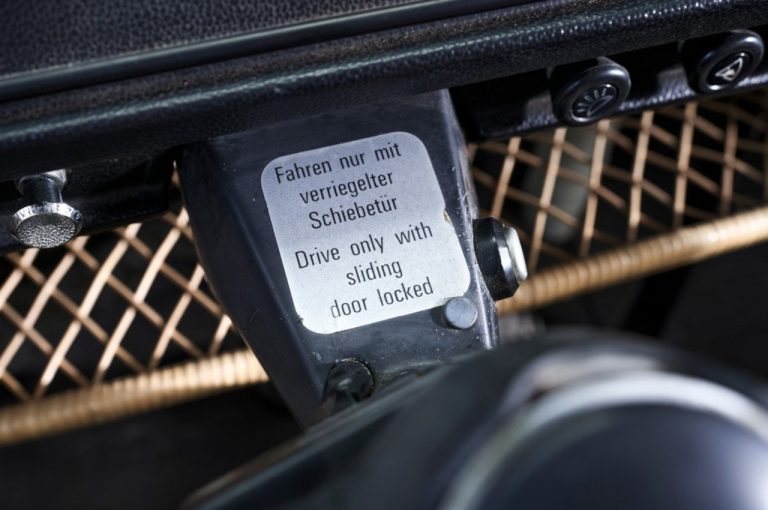 Fahren nur mit
verriegelter
Schiebetür
Drive only with
sliding
door locked